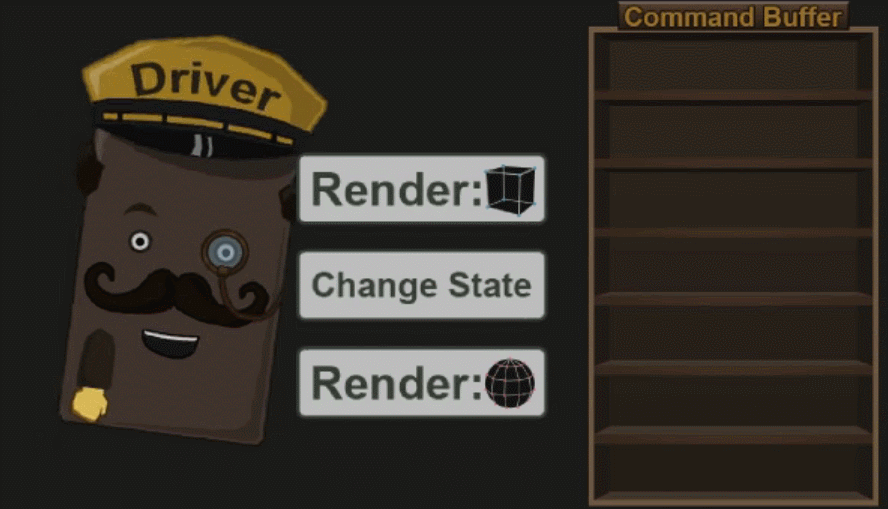 Command Buffer
Driver
Render:
Change State
Render: